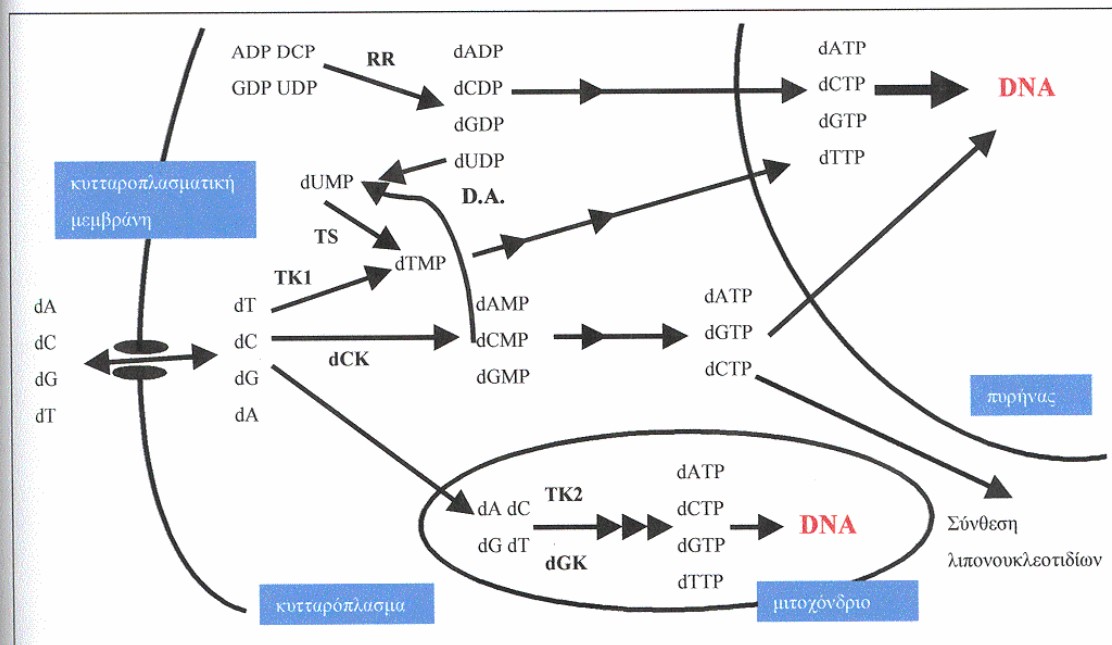 ADP DCP
GDP UDP
RR
dADP
dCDP
dGDP
dUDP
dATP
dCTP
dGTP
dTTP
DNA
κυτταροπλασματική
μεμβράνη
dUMP
D.A.
TS
dTMP
TK1
dA
dC
dG
dT
dT
dC
dG
dA
dCK
dAMP
dCMP
dGMP
dATP
dGTP
dCTP
πυρήνας
dA dC
dG dT
TK2
dGK
dATP
dCTP
dGTP
dTTP
DNA
Σύνθεση
λιπονουκλεοτιδίων
κυτταρόπλασμα
μιτοχόνδριο